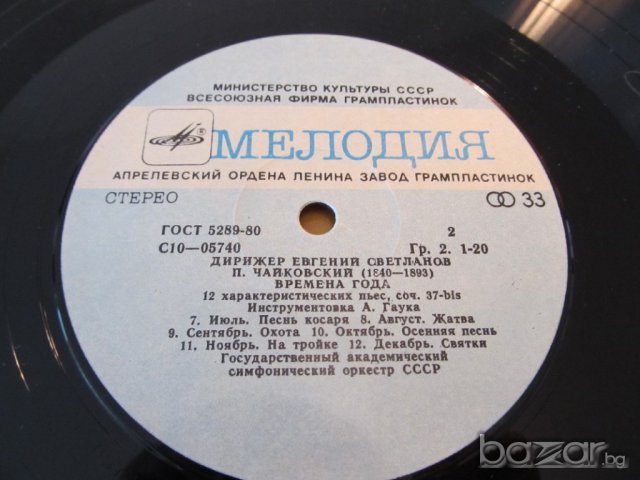 МИНИСТЕРСТВО КУЛЬТУРЫ СССР
ВСЕСОЮЗНАЯ ФИРМА ГРАМПЛАСТИНОК
МЕЛОДИЯ
АПРЕЛЕВСКИЙ ОРДЕНА ЛЕНИНА ЗАВОД ГРАМПЛАСТИНОК
СТЕРЕО 33
ГОСТ 5289-80 2
С10—05740 Гр. 2. 1-20
ДИРИЖЕР ЕВГЕНИЙ СВЕТЛАНОВ
П. ЧАЙКОВСКИЙ (1840—1893)
ВРЕМЕНА ГОДА
12 характеристических пьес, соч. 37-bis
Инструментовка А. Гаука
7. Июль. Песнь косаря 8. Август. Жатва
9. Сентябрь. Охота 10. Октябрь. Осенняя песнь
11. Ноябрь. На тройке 12. Декабрь. Святки
Государственный академический
симфонический оркестр СССР
bazar.bg